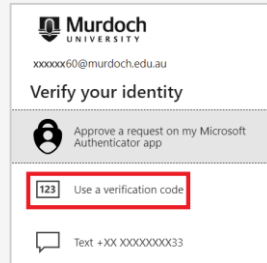 Murdoch
UNIVERSITY
xxxxxx60@murdoch.edu.au
Verify your identity
Approve a request on my Microsoft
Authenticator app
123
Use a verification code
Text +XX XXXXXXXX33